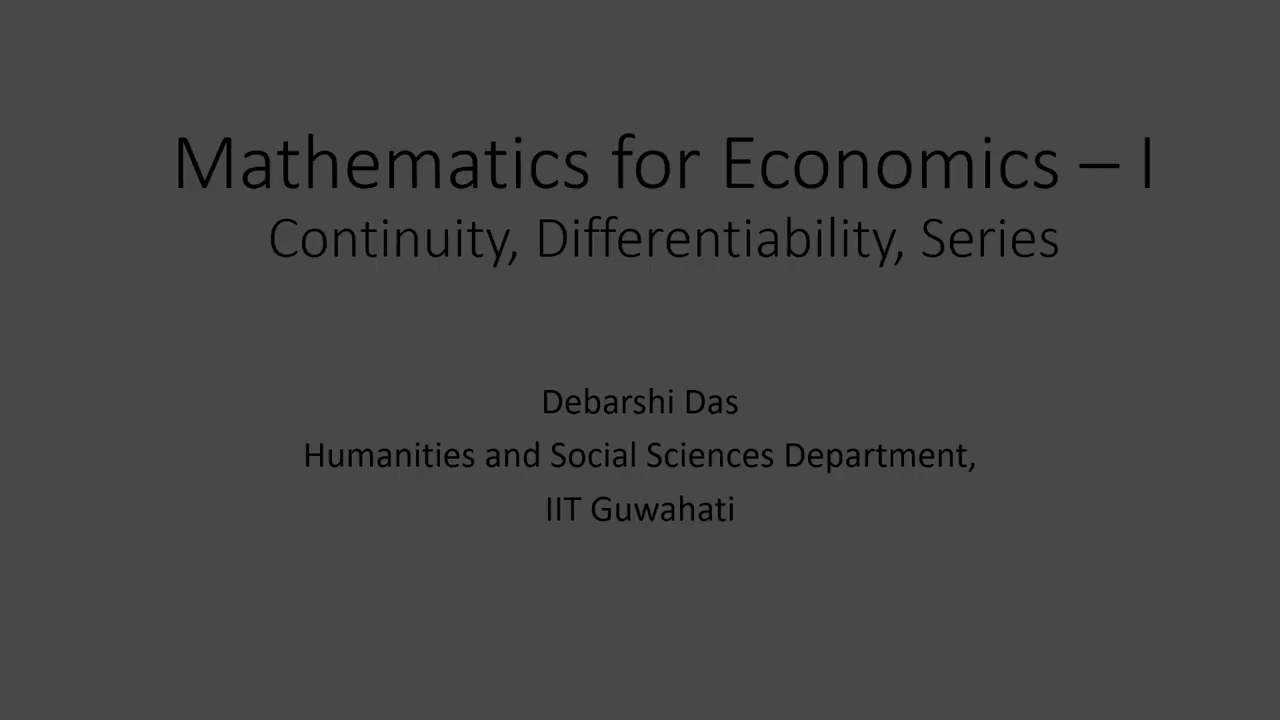 Mathematics for Economics – I
Continuity, Differentiability, Series
Debarshi Das
Humanities and Social Sciences Department,
IIT Guwahati